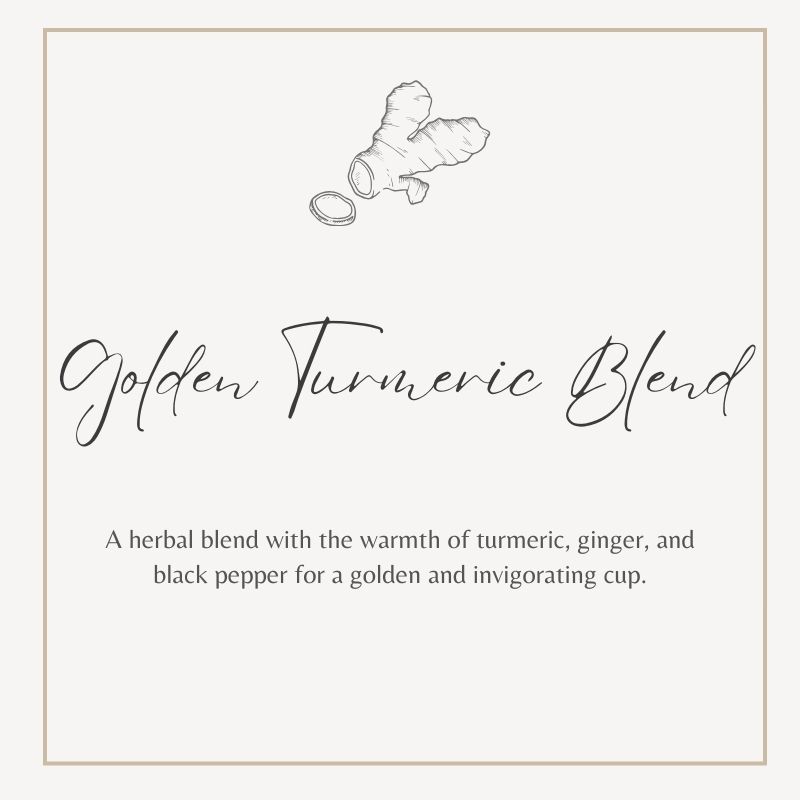 Golden Turmeric Blend
A herbal blend with the warmth of turmeric, ginger, and
black pepper for a golden and invigorating cup.